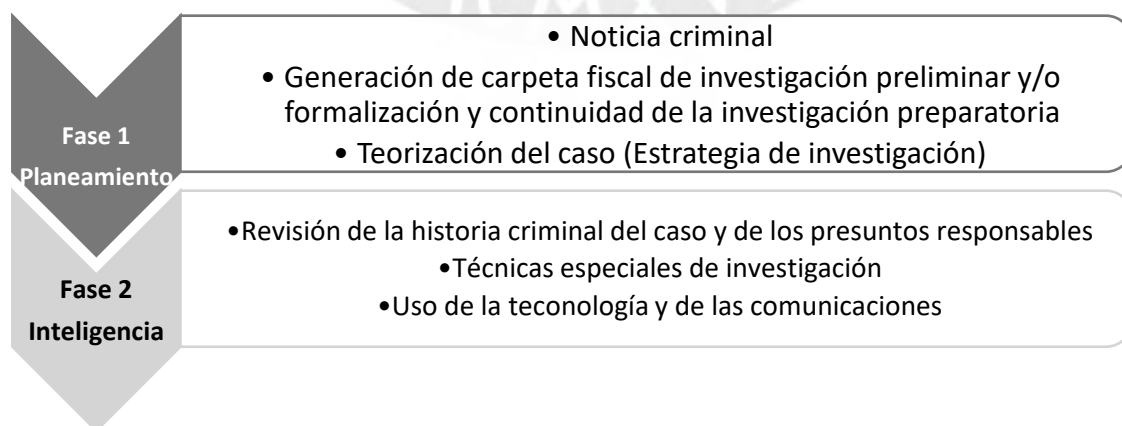 Fase 1
Planeamiento
• Noticia criminal
• Generación de carpeta fiscal de investigación preliminar y/o
formalización y continuidad de la investigación preparatoria
• Teorización del caso (Estrategia de investigación)
Fase 2
Inteligencia
•Revisión de la historia criminal del caso y de los presuntos responsables
•Técnicas especiales de investigación
•Uso de la teconología y de las comunicaciones